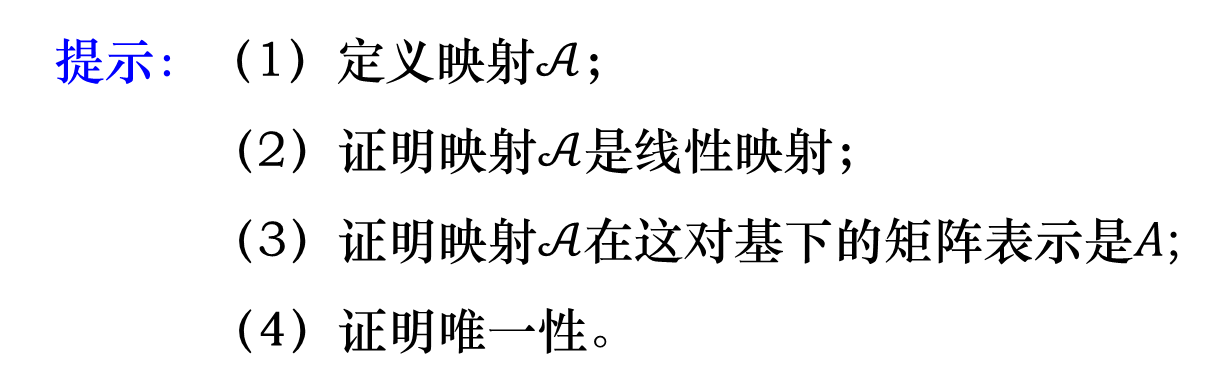 提示：（1）定义映射𝒜；
（2）证明映射𝒜是线性映射；
（3）证明映射𝒜在这对基下的矩阵表示是A;
（4）证明唯一性。